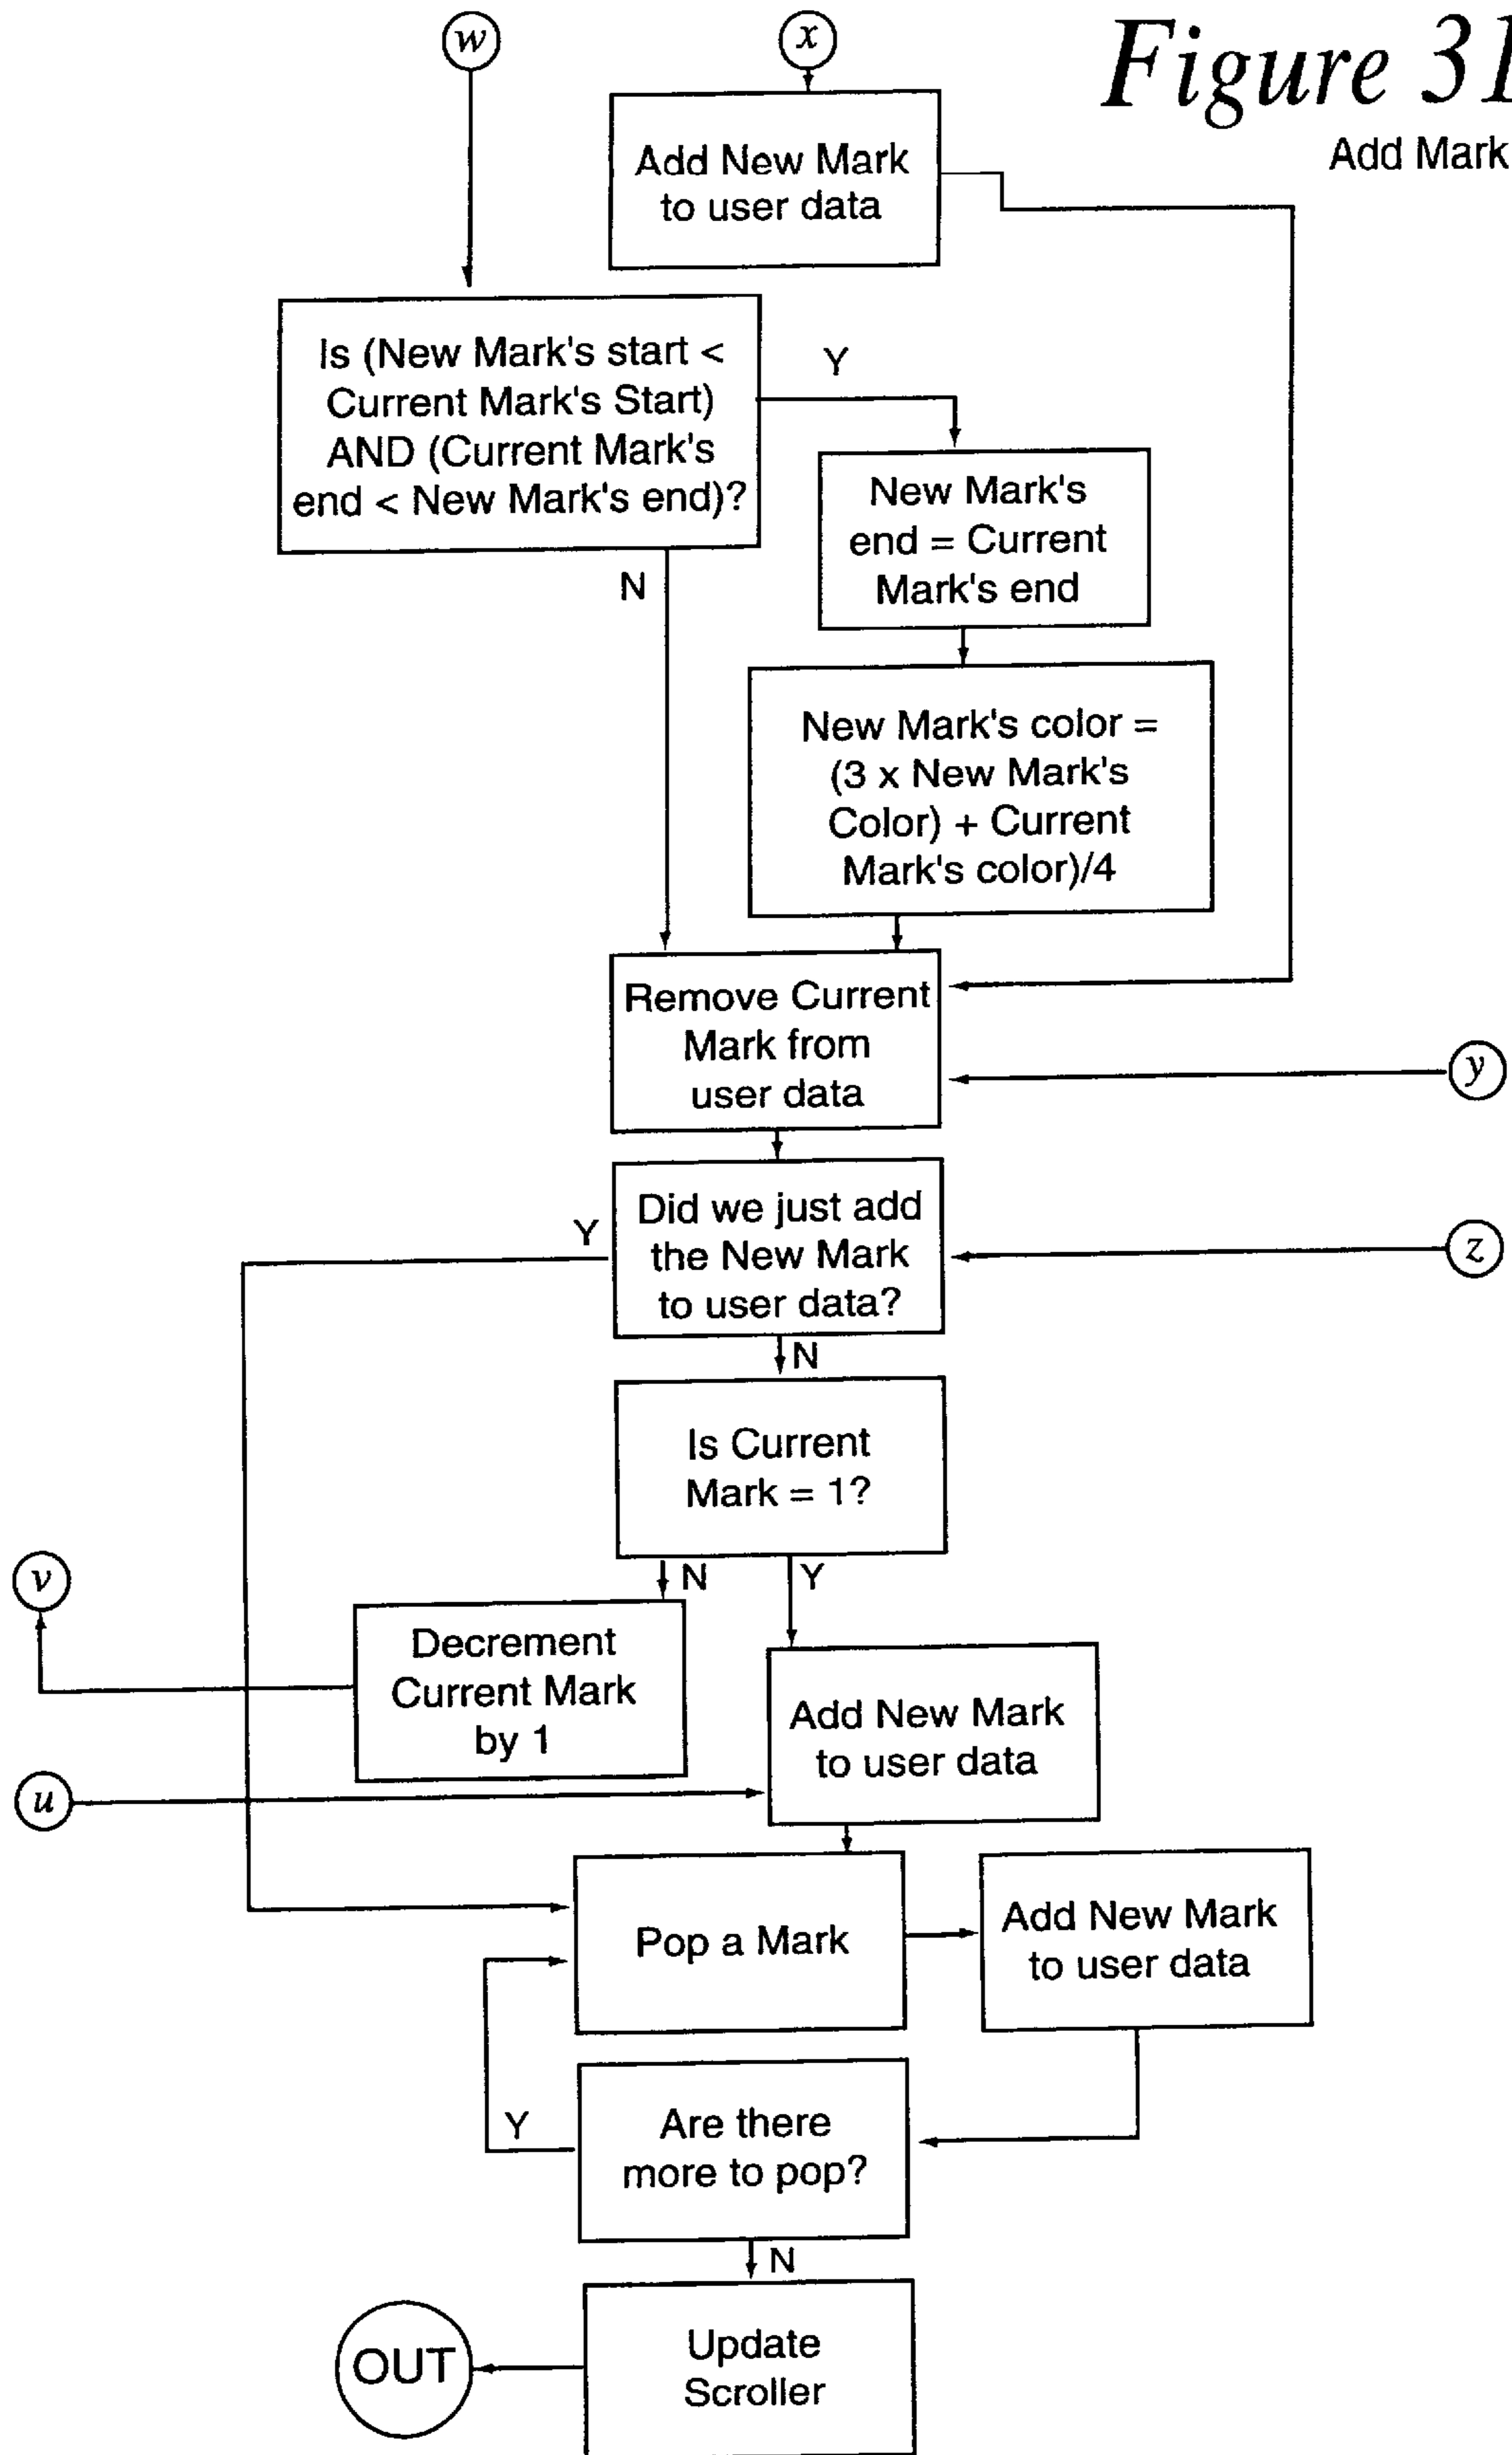 w
x
Figure 31
Add Mark
Add New Mark
to user data
Is (New Mark's start <
Current Mark's Start)
AND (Current Mark's
end < New Mark's end)?
Y
N
New Mark's
end = Current
Mark's end
New Mark's color =
(3 x New Mark's
Color) + Current
Mark's color)/4
Remove Current
Mark from
user data
y
Did we just add
the New Mark
to user data?
Y
z
N
Is Current
Mark = 1?
N
Y
v
Decrement
Current Mark
by 1
Add New Mark
to user data
u
Pop a Mark
Add New Mark
to user data
Are there
more to pop?
Y
N
Update
Scroller
OUT